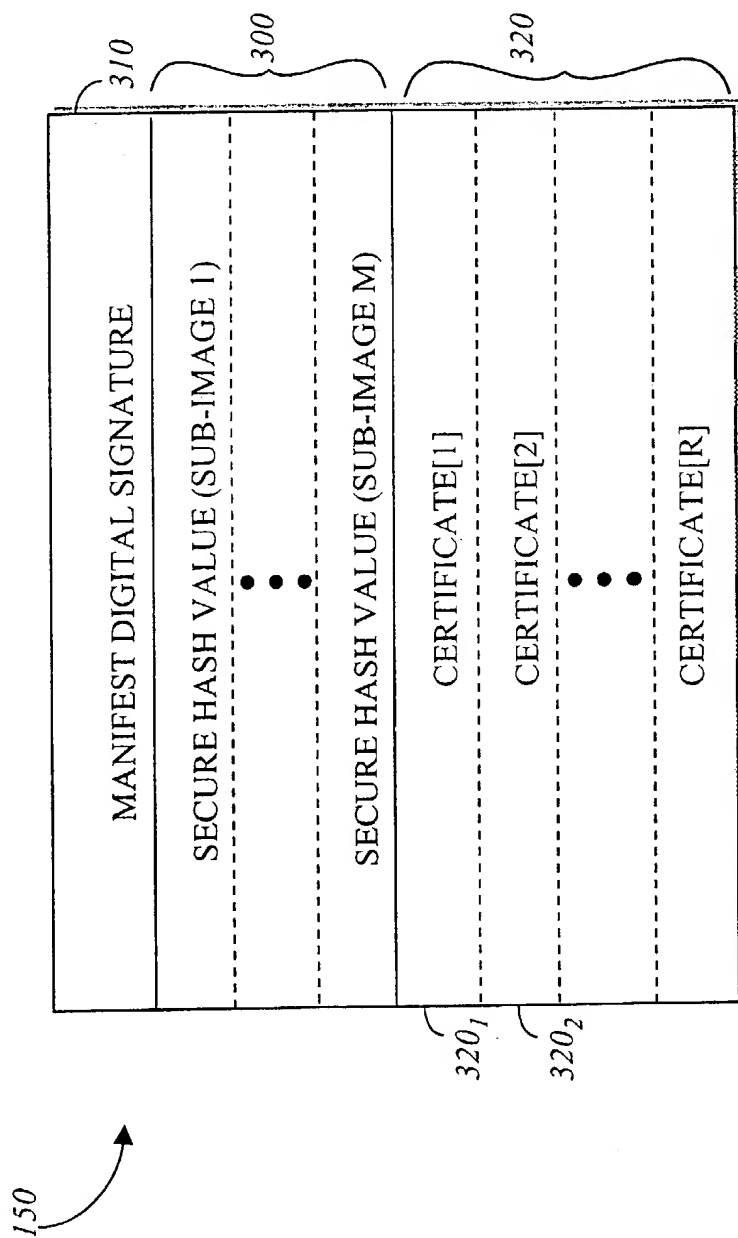 150
310
MANIFEST DIGITAL SIGNATURE
SECURE HASH VALUE (SUB-IMAGE 1)
300
SECURE HASH VALUE (SUB-IMAGE M)
320₁
CERTIFICATE[1]
320
320₂
CERTIFICATE[2]
CERTIFICATE[R]